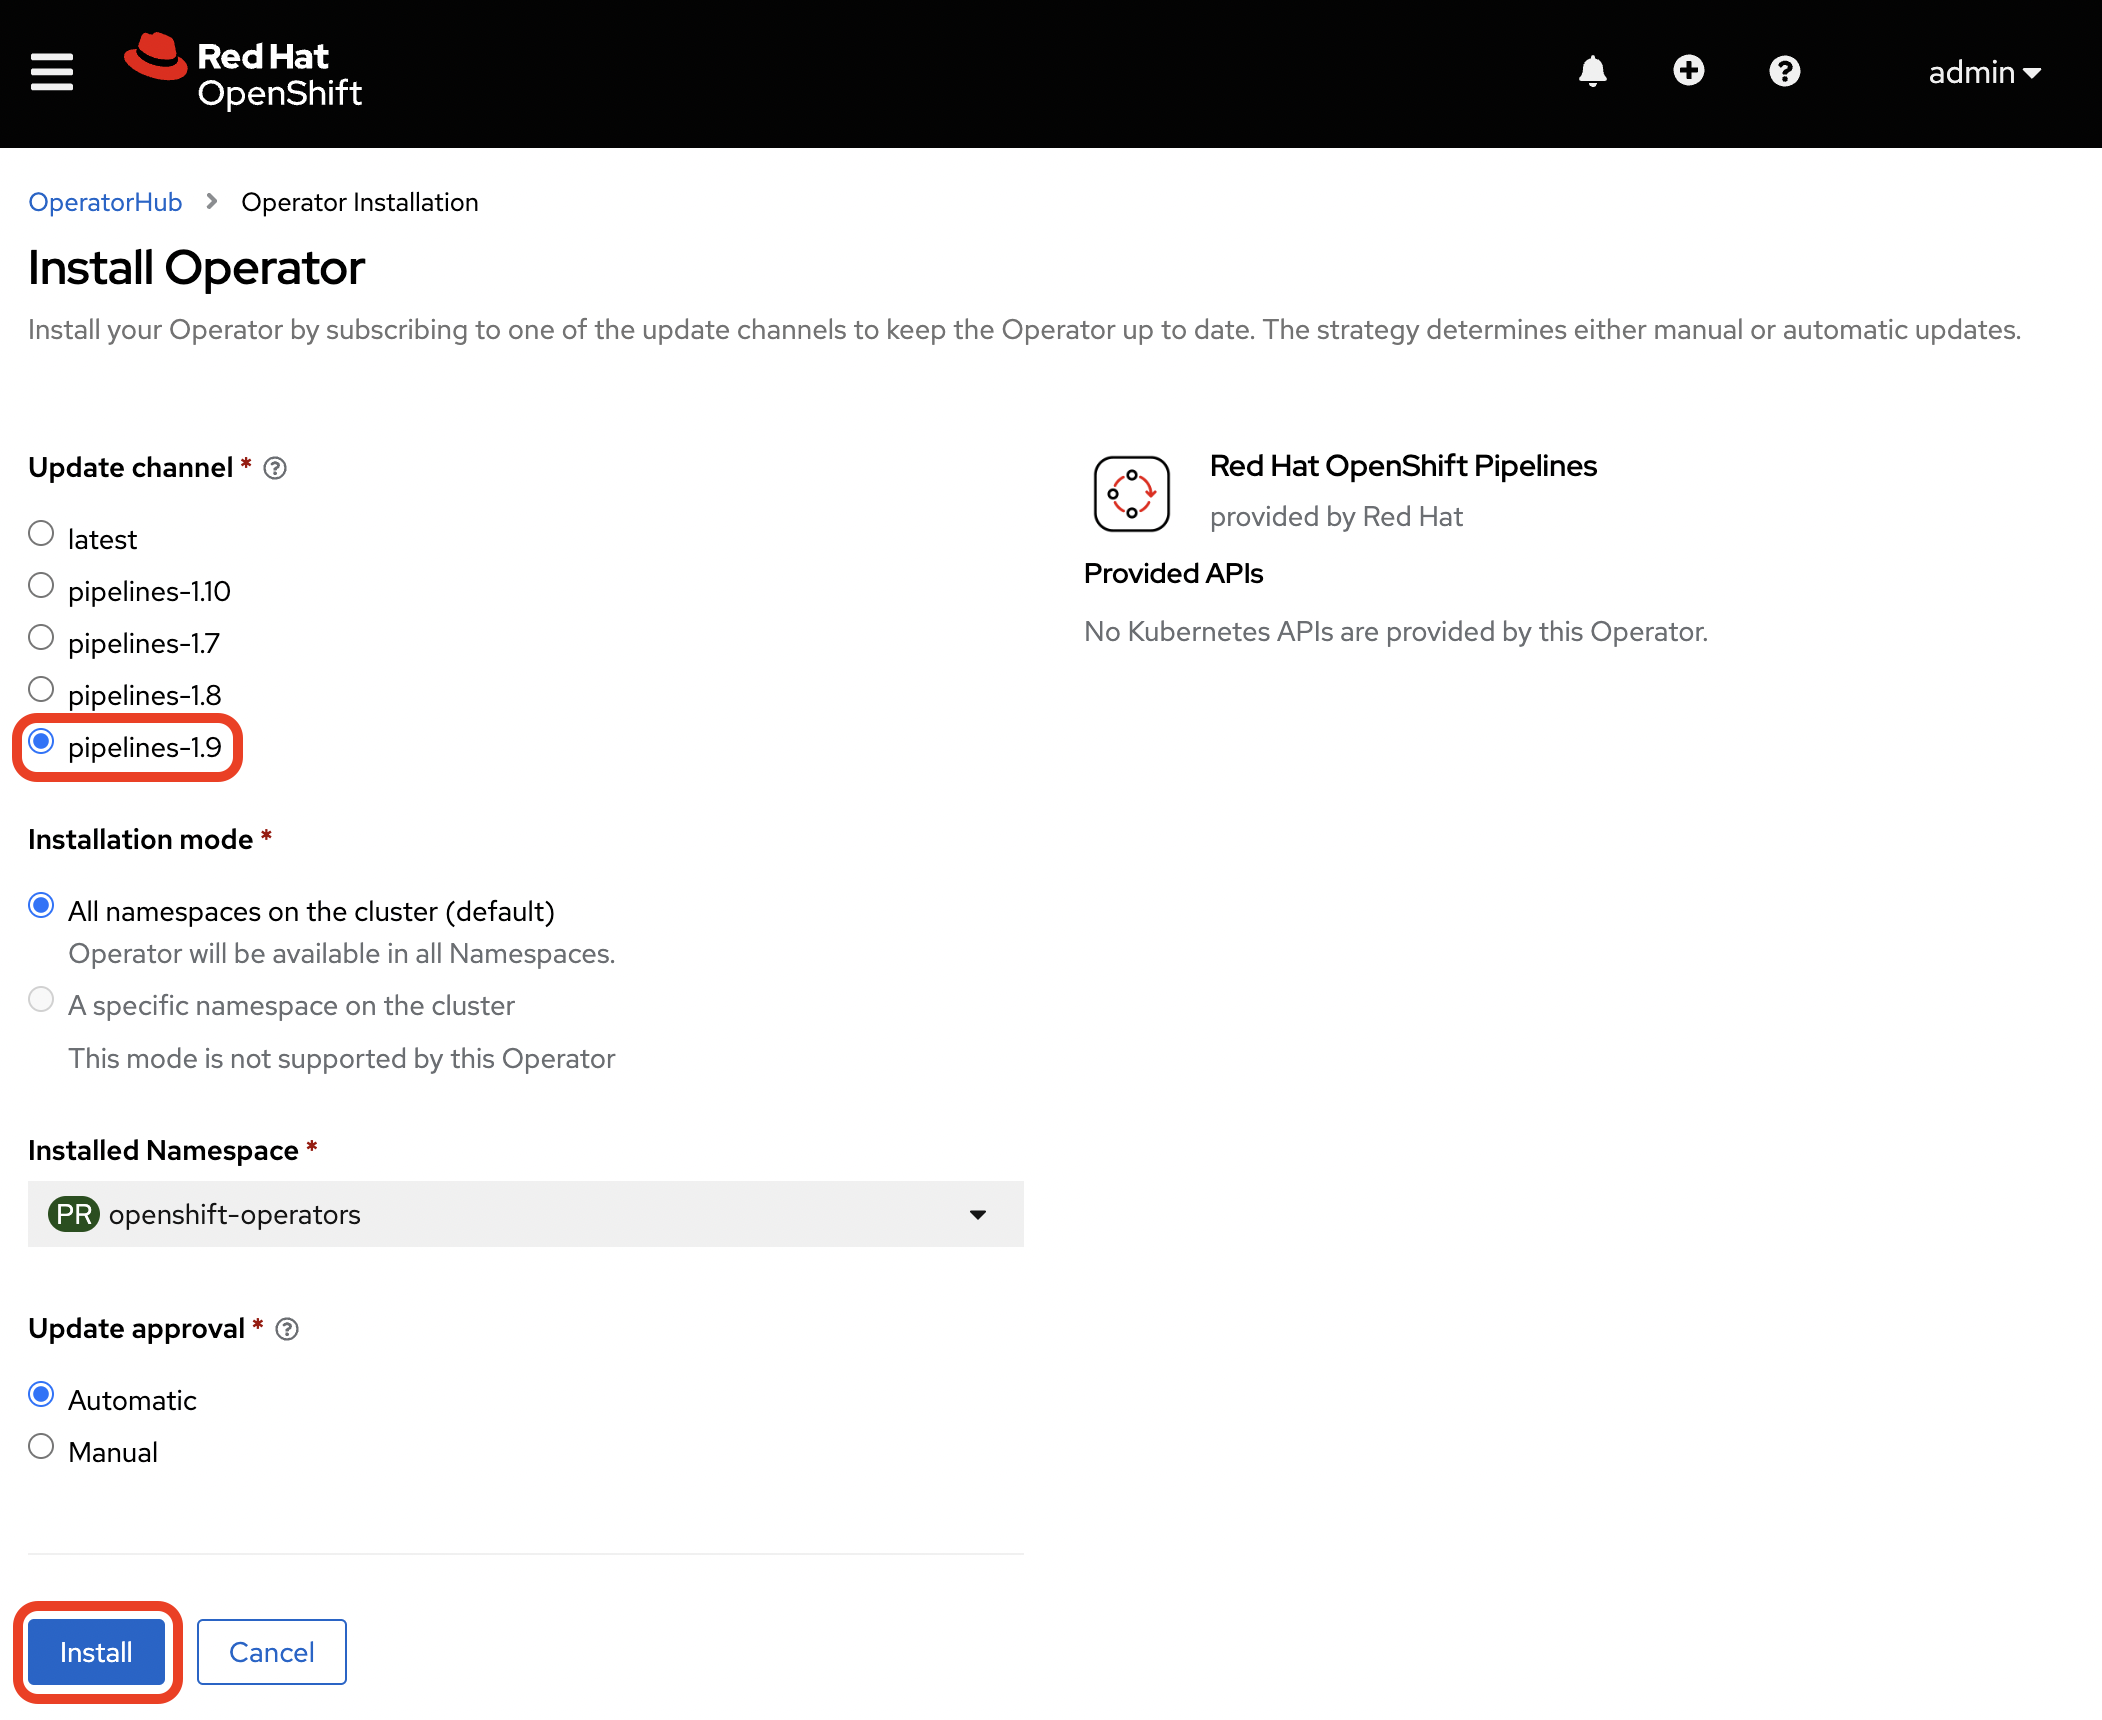 Red Hat
OpenShift
admin
OperatorHub > Operator Installation
Install Operator
Install your Operator by subscribing to one of the update channels to keep the Operator up to date. The strategy determines either manual or automatic updates.
Update channel *
latest
pipelines-1.10
pipelines-1.7
pipelines-1.8
pipelines-1.9
Installation mode *
All namespaces on the cluster (default)
Operator will be available in all Namespaces.
A specific namespace on the cluster
This mode is not supported by this Operator
Installed Namespace *
PR openshift-operators
Update approval *
Automatic
Manual
Install
Cancel
Red Hat OpenShift Pipelines
provided by Red Hat
Provided APIs
No Kubernetes APIs are provided by this Operator.